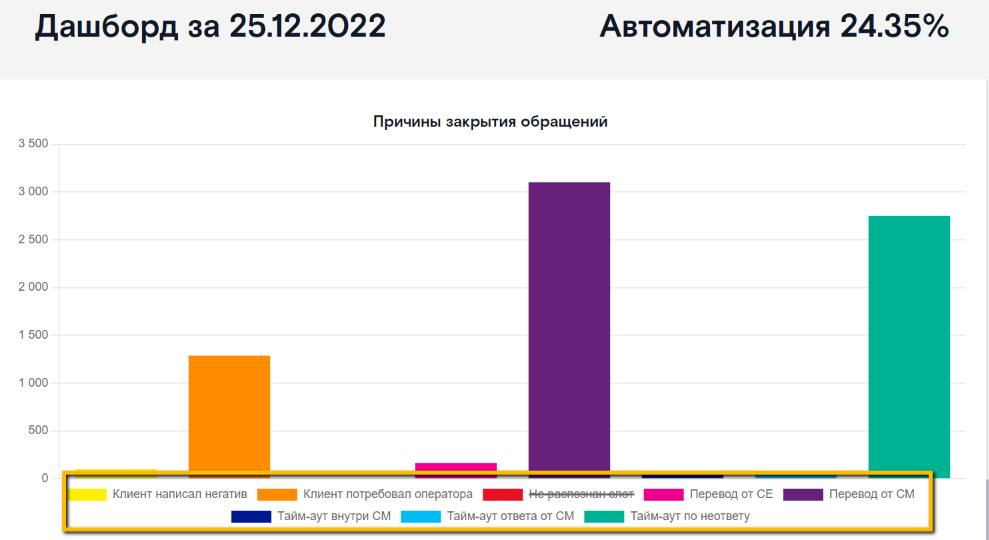 Дашборд за 25.12.2022 Автоматизация 24.35%
Причины закрытия обращений
3 500
3 000
2 500
2 000
1 500
1 000
500
0
Клиент написал негатив Клиент потребовал оператора Не распознан слот Перевод от CE Перевод от CM
Тайм-аут внутри CM Тайм-аут ответа от CM Тайм-аут по неответу